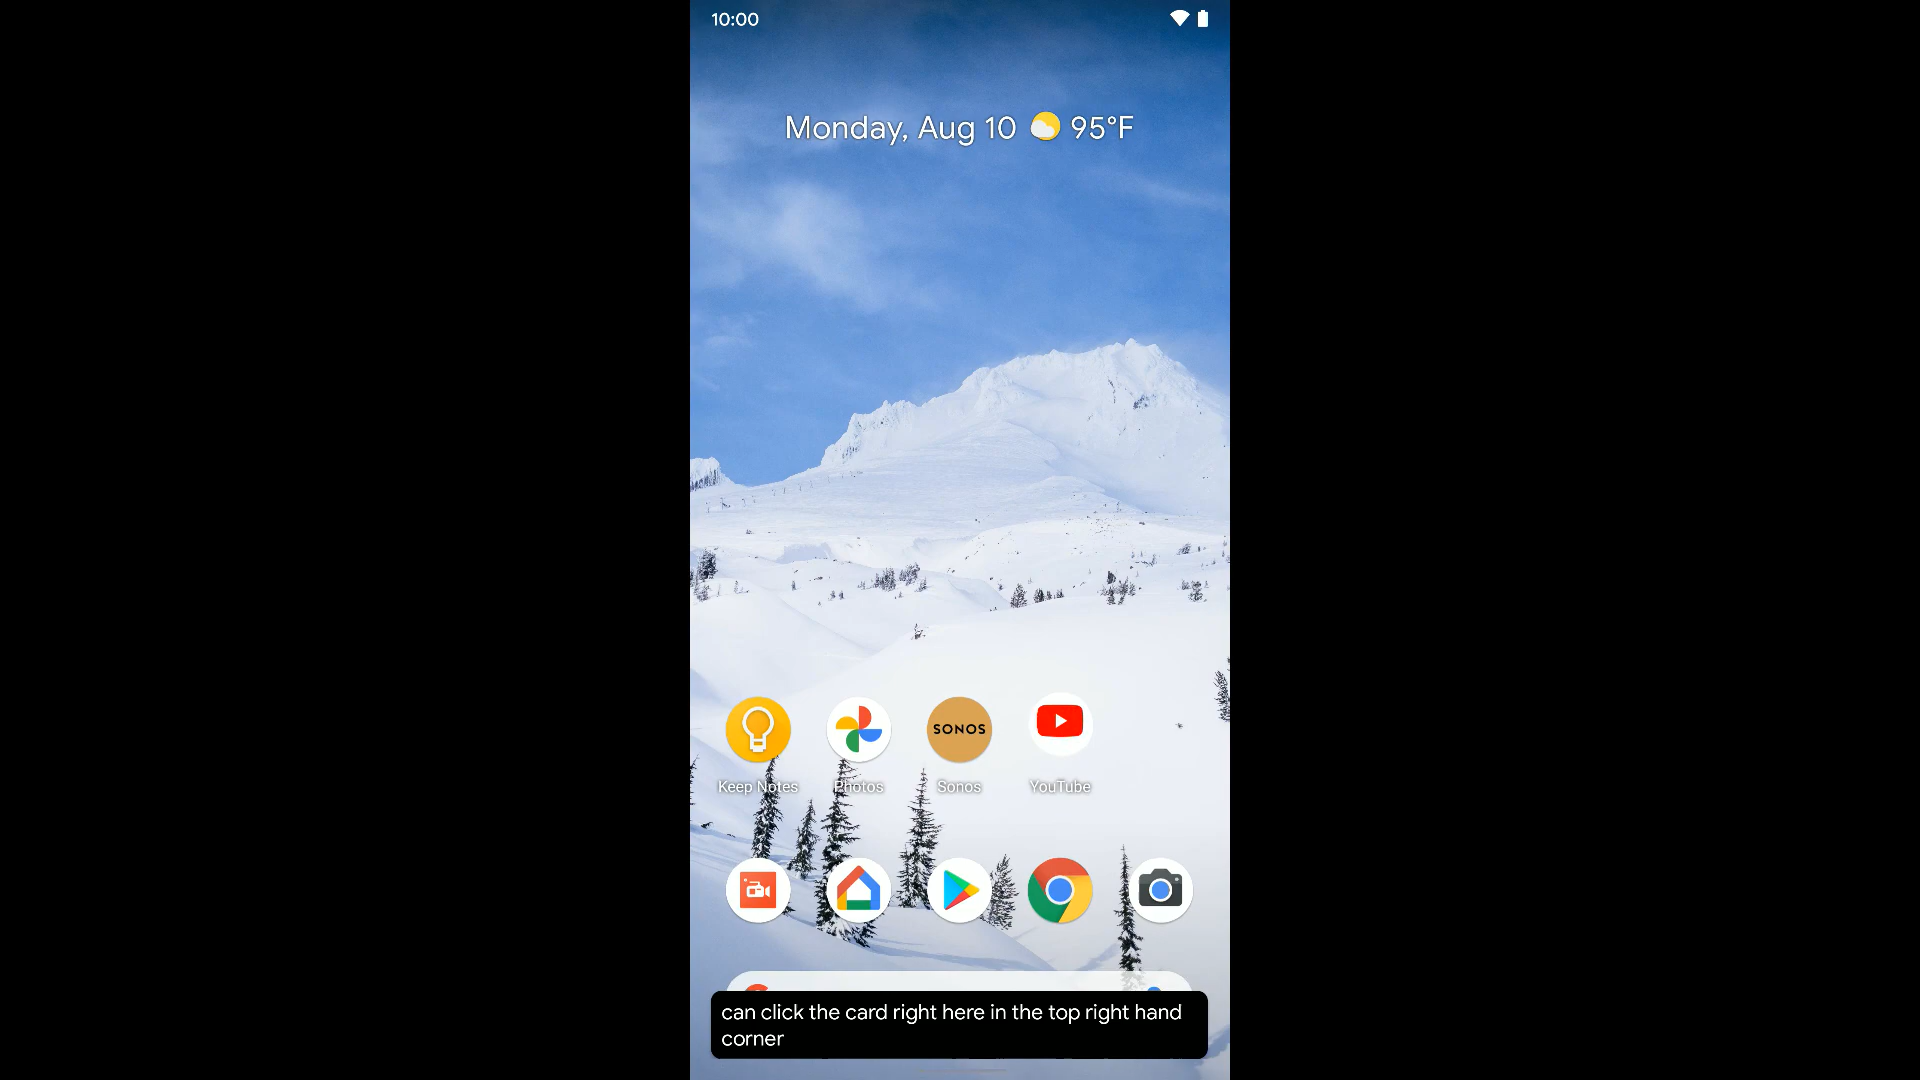 10:00
Monday, Aug 10 95°F
SONOS
Keep Notes Photos Sonos YouTube
can click the card right here in the top right hand
corner